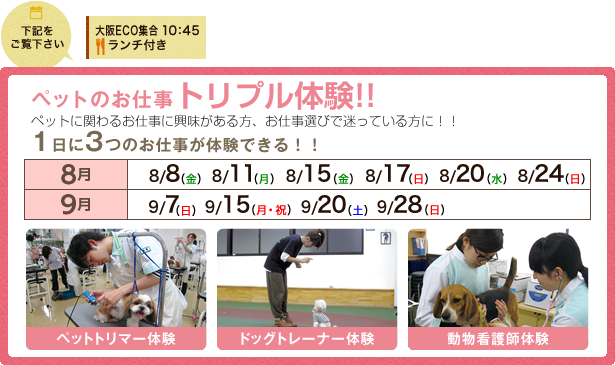 下記を
ご覧下さい
大阪ECO集合 10:45
ランチ付き
ペットのお仕事 トリプル体験!!
ペットに関わるお仕事に興味がある方、お仕事選びで迷っている方に！！
1日に3つのお仕事が体験できる！！
8月 8/8(金) 8/11(月) 8/15(金) 8/17(日) 8/20(水) 8/24(日)
9月 9/7(日) 9/15(月・祝) 9/20(土) 9/28(日)
ペットトリマー体験 ドッグトレーナー体験 動物看護師体験